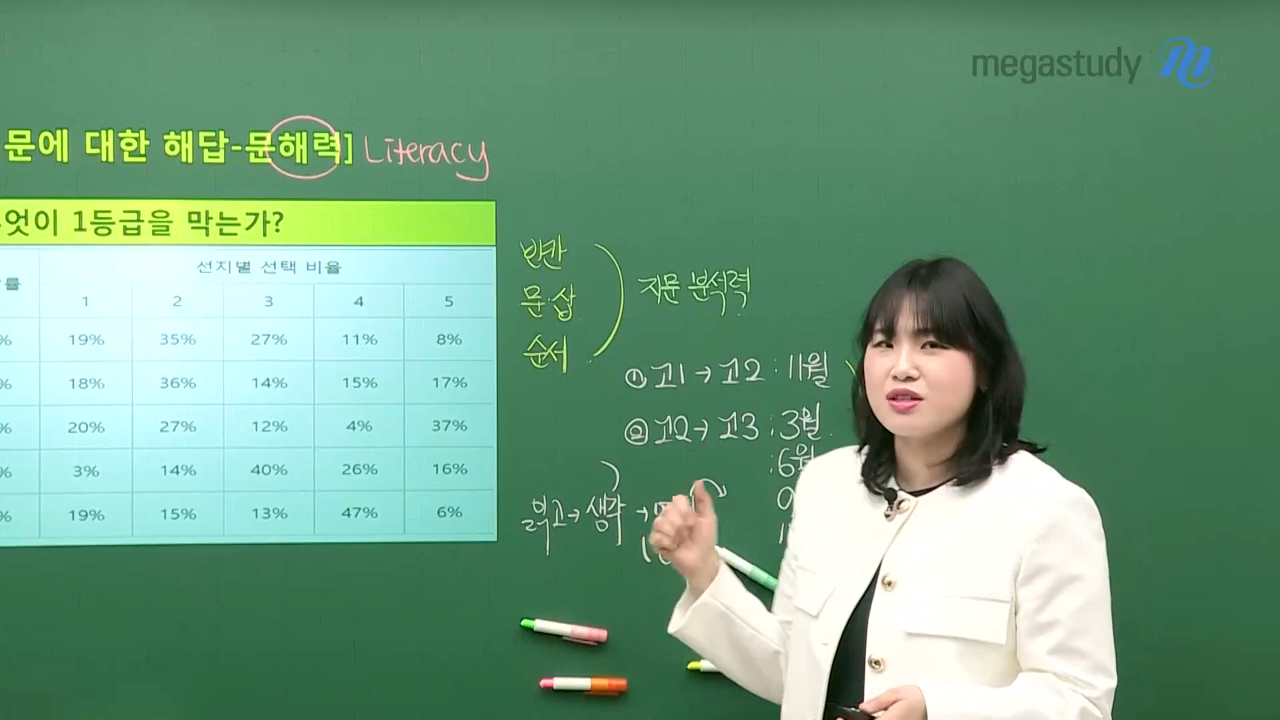 megastudy
문에 대한 해답-문해력] Literacy
엇이 1등급을 막는가?
률 선지별 선택 비율
1 2 3 4 5
% 19% 35% 27% 11% 8%
% 18% 36% 14% 15% 17%
% 20% 27% 12% 4% 37%
% 3% 14% 40% 26% 16%
% 19% 15% 13% 47% 6%
빈칸
문·삽
순서
지문 분석력
① 고1 → 고2 : 11월
② 고2 → 고3 : 3월
: 6월
읽고 → 생각 →